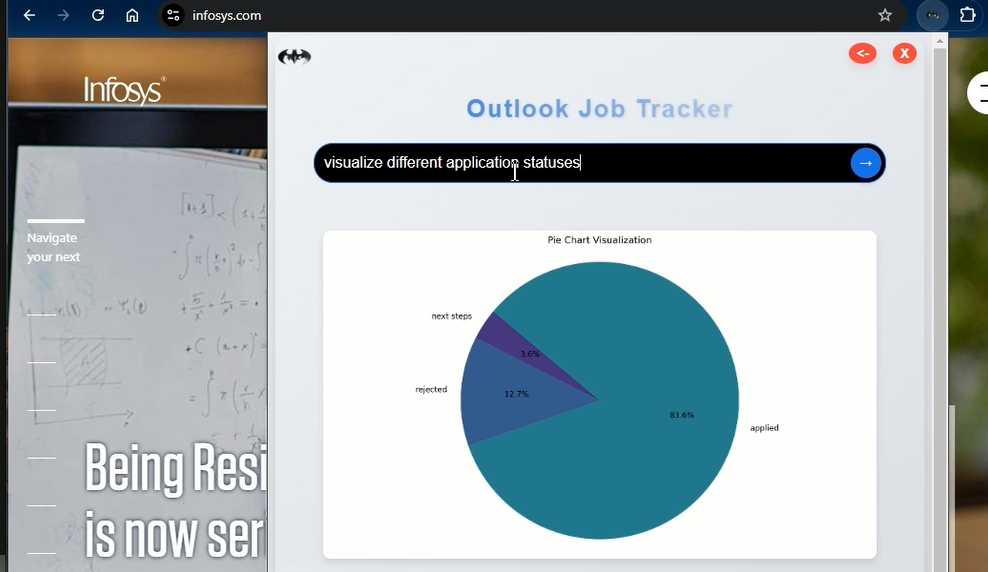 infosys.com
Infosys
Navigate
your next
Being Resi
is now ser
<-
X
Outlook Job Tracker
visualize different application statuses
→
Pie Chart Visualization
next steps
3.6%
rejected
12.7%
83.6%
applied